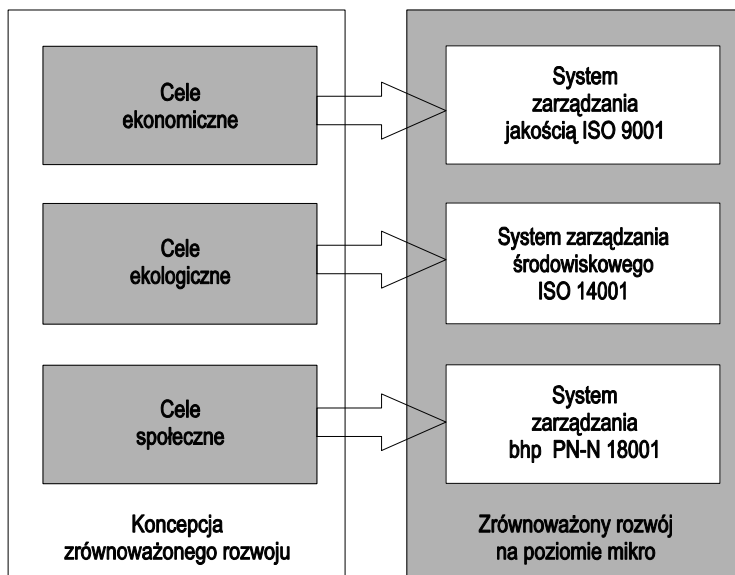 Cele
ekonomiczne
System
zarządzania
jakością ISO 9001
Cele
ekologiczne
System zarządzania
środowiskowego
ISO 14001
Cele
społeczne
System
zarządzania
bhp PN-N 18001
Koncepcja
zrównoważonego rozwoju
Zrównoważony rozwój
na poziomie mikro